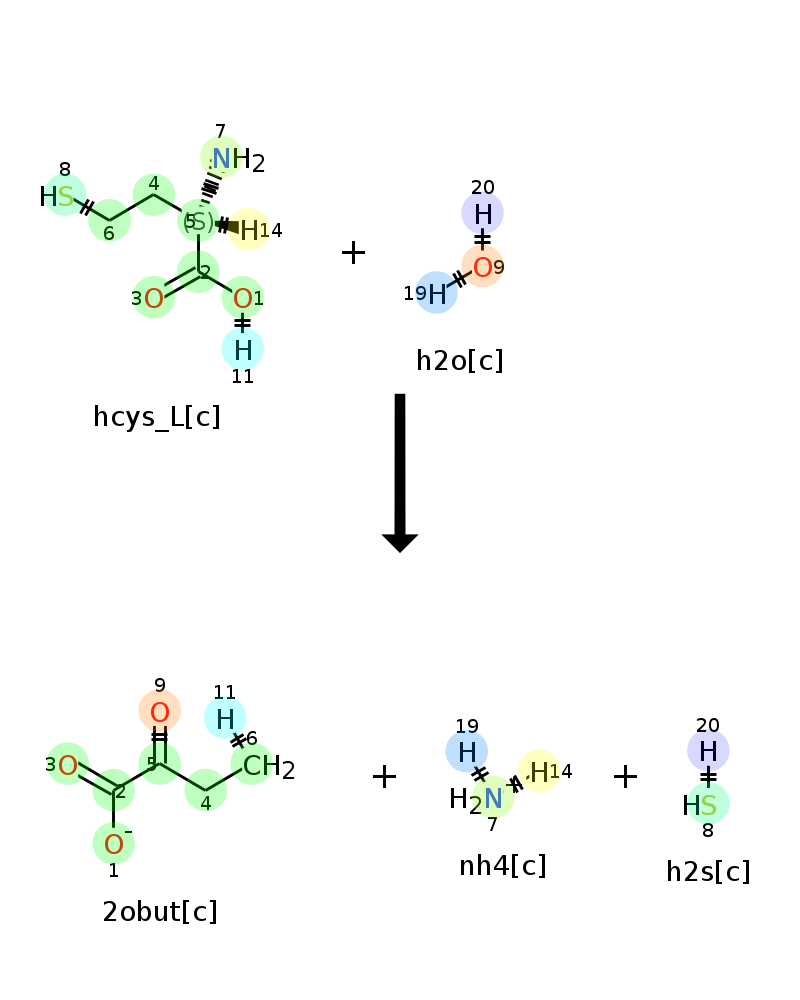 7
NH2
8
HS
4
(S)
5
H14
6
2
3O
O1
H
11
hcys_L[c]
+
20
H
O9
19H
h2o[c]
9
O
11
H
6
CH2
3O
5
2
4
O-
1
2obut[c]
+
19
H
H14
H2N+
7
nh4[c]
+
20
H
HS
8
h2s[c]